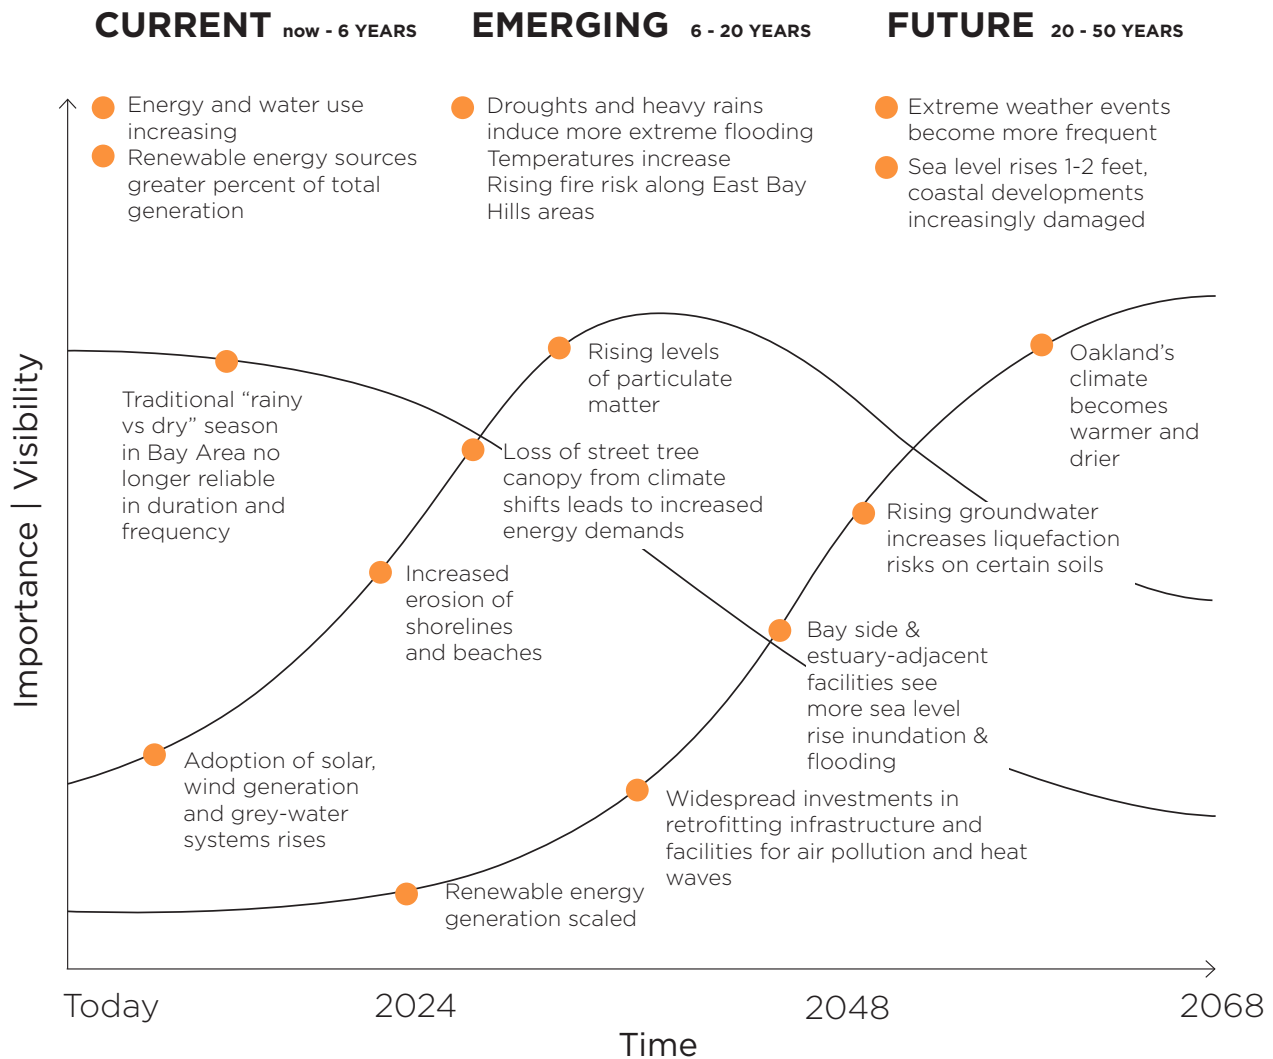 CURRENT now - 6 YEARS
EMERGING 6 - 20 YEARS
FUTURE 20 - 50 YEARS
Energy and water use
increasing
Renewable energy sources
greater percent of total
generation
Droughts and heavy rains
induce more extreme flooding
Temperatures increase
Rising fire risk along East Bay
Hills areas
Extreme weather events
become more frequent
Sea level rises 1-2 feet,
coastal developments
increasingly damaged
Importance | Visibility
Traditional “rainy
vs dry” season
in Bay Area no
longer reliable
in duration and
frequency
Rising levels
of particulate
matter
Oakland’s
climate
becomes
warmer and
drier
Loss of street tree
canopy from climate
shifts leads to increased
energy demands
Rising groundwater
increases liquefaction
risks on certain soils
Increased
erosion of
shorelines
and beaches
Bay side &
estuary-adjacent
facilities see
more sea level
rise inundation &
flooding
Adoption of solar,
wind generation
and grey-water
systems rises
Widespread investments in
retrofitting infrastructure and
facilities for air pollution and heat
waves
Renewable energy
generation scaled
Today
2024
2048
2068
Time